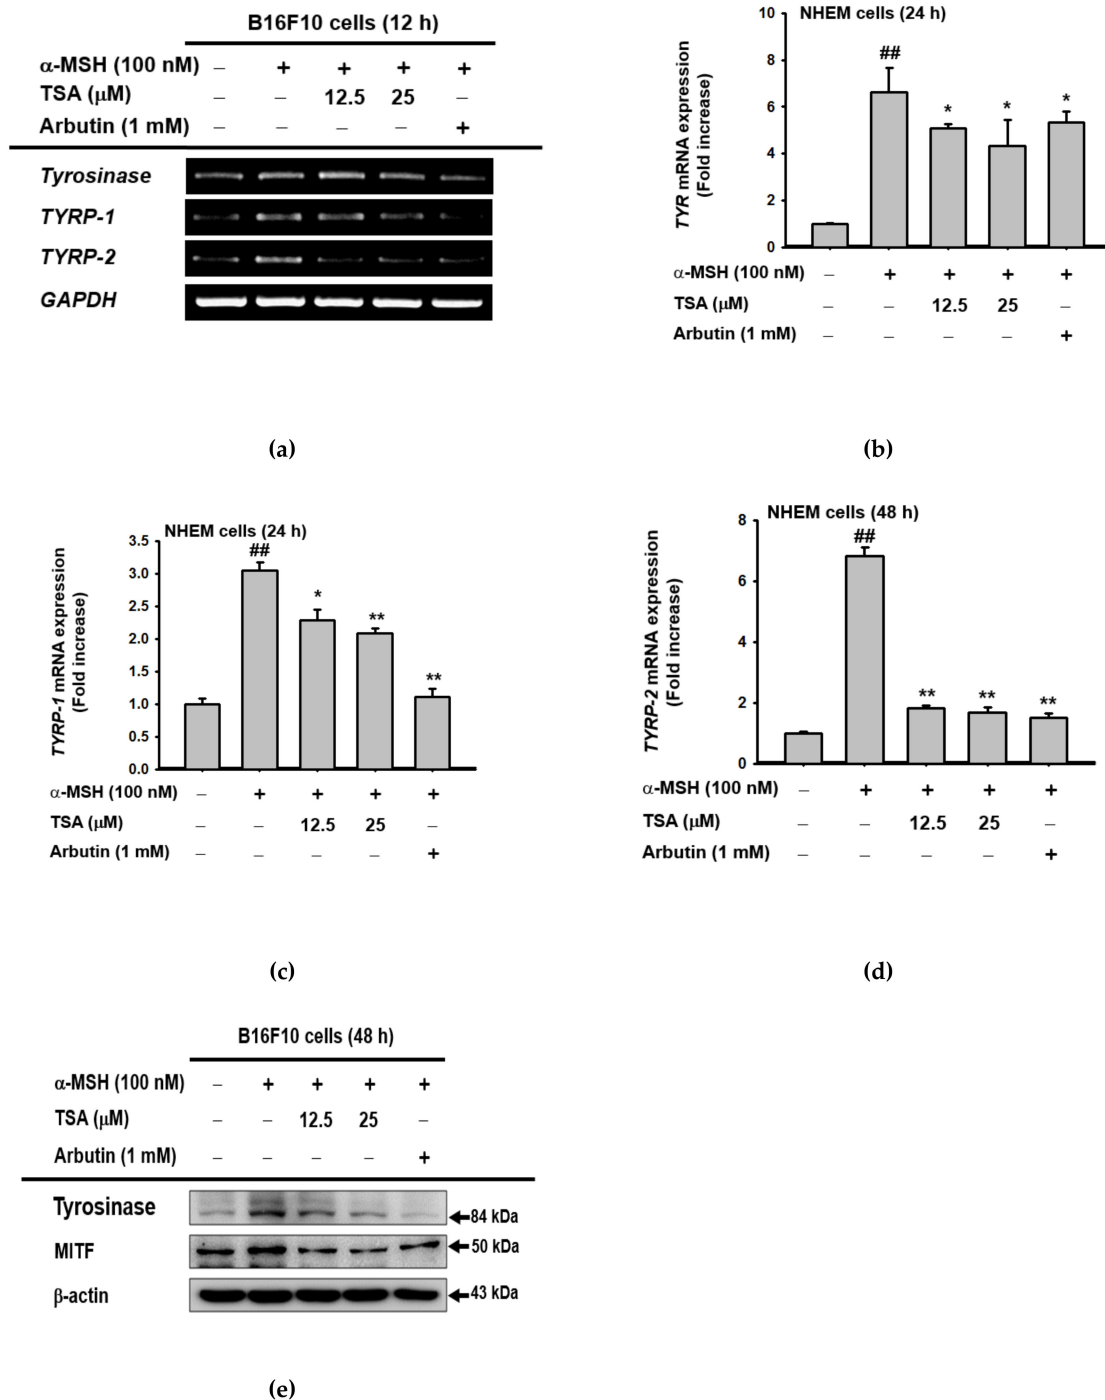 B16F10 cells (12 h)
α-MSH (100 nM) – + + + +
TSA (μM) – – 12.5 25 –
Arbutin (1 mM) – – – – +
Tyrosinase
TYRP-1
TYRP-2
GAPDH
(a)
NHEM cells (24 h)
TYR mRNA expression
(Fold increase)
10
8
6
4
2
0
##
*
*
*
α-MSH (100 nM) – + + + +
TSA (μM) – – 12.5 25 –
Arbutin (1 mM) – – – – +
(b)
NHEM cells (24 h)
TYRP-1 mRNA expression
(Fold increase)
3.5
3.0
2.5
2.0
1.5
1.0
0.5
0.0
##
*
**
**
α-MSH (100 nM) – + + + +
TSA (μM) – – 12.5 25 –
Arbutin (1 mM) – – – – +
(c)
NHEM cells (48 h)
TYRP-2 mRNA expression
(Fold increase)
8
6
4
2
0
##
**
**
**
α-MSH (100 nM) – + + + +
TSA (μM) – – 12.5 25 –
Arbutin (1 mM) – – – – +
(d)
B16F10 cells (48 h)
α-MSH (100 nM) – + + + +
TSA (μM) – – 12.5 25 –
Arbutin (1 mM) – – – – +
Tyrosinase 84 kDa
MITF 50 kDa
β-actin 43 kDa
(e)